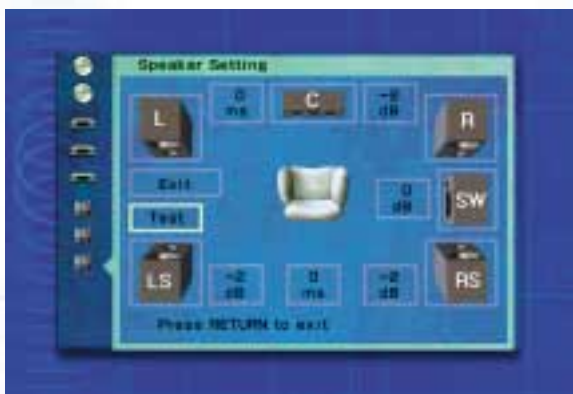 Speaker Setting
L
0 ms
C
-2 dB
R
Exit
0 dB
SW
Test
LS
-2 dB
0 ms
-2 dB
RS
Press RETURN to exit